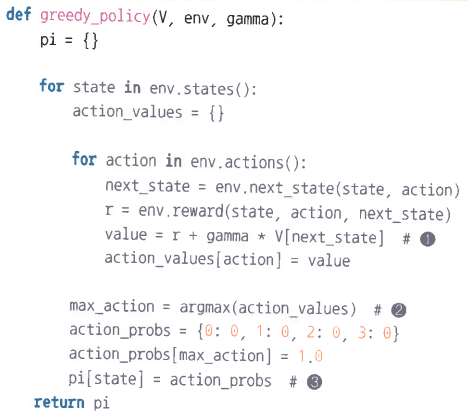 def greedy_policy(V, env, gamma):
    pi = {}

    for state in env.states():
        action_values = {}

        for action in env.actions():
            next_state = env.next_state(state, action)
            r = env.reward(state, action, next_state)
            value = r + gamma * V[next_state]  # ❶
            action_values[action] = value

        max_action = argmax(action_values)  # ❷
        action_probs = {0: 0, 1: 0, 2: 0, 3: 0}
        action_probs[max_action] = 1.0
        pi[state] = action_probs  # ❸
    return pi